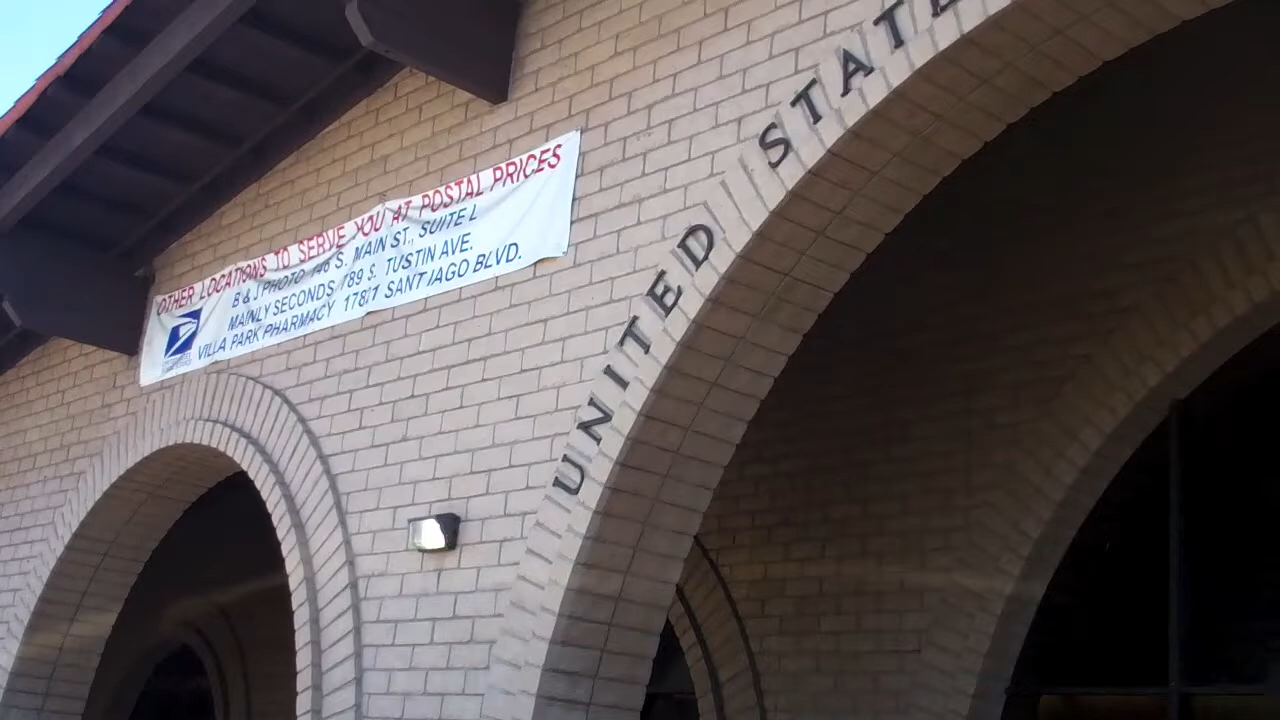 OTHER LOCATIONS TO SERVE YOU AT POSTAL PRICES
B & J PHOTO 146 S. MAIN ST., SUITE L
MAINLY SECONDS 789 S. TUSTIN AVE.
VILLA PARK PHARMACY 17871 SANTIAGO BLVD.
UNITED STATE